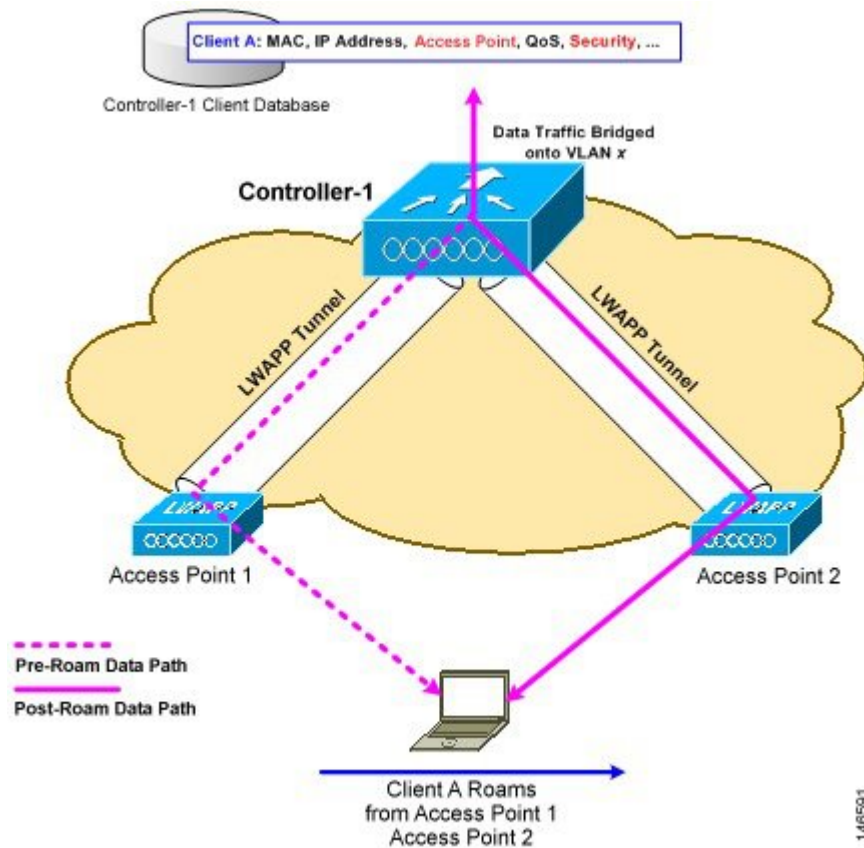 Client A: MAC, IP Address, Access Point, QoS, Security, ...
Controller-1 Client Database
Data Traffic Bridged
onto VLAN x
Controller-1
LWAPP Tunnel
LWAPP Tunnel
LWAPP
LWAPP
Access Point 1
Access Point 2
Pre-Roam Data Path
Post-Roam Data Path
Client A Roams
from Access Point 1
Access Point 2
146591